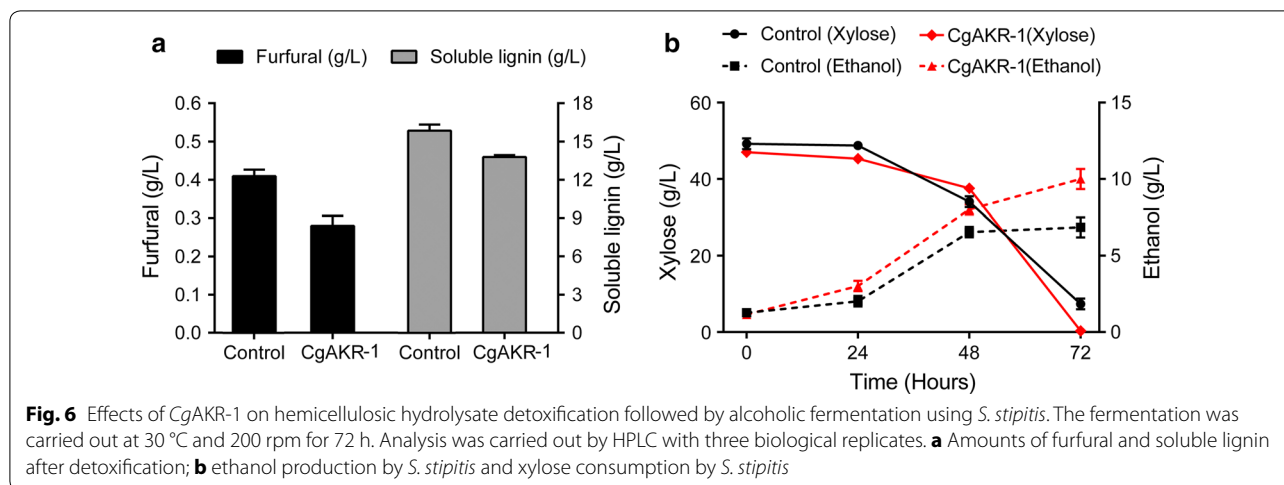 a
Furfural (g/L) Soluble lignin (g/L)
Furfural (g/L)
0.6
0.5
0.4
0.3
0.2
0.1
0.0
18
15
12
9
6
3
0
Soluble lignin (g/L)
Control CgAKR-1 Control CgAKR-1
b
Control (Xylose) CgAKR-1(Xylose)
Control (Ethanol) CgAKR-1(Ethanol)
Xylose (g/L)
60
40
20
0
15
10
5
0
Ethanol (g/L)
0 24 48 72
Time (Hours)
Fig. 6 Effects of CgAKR-1 on hemicellulosic hydrolysate detoxification followed by alcoholic fermentation using S. stipitis. The fermentation was
carried out at 30 °C and 200 rpm for 72 h. Analysis was carried out by HPLC with three biological replicates. a Amounts of furfural and soluble lignin
after detoxification; b ethanol production by S. stipitis and xylose consumption by S. stipitis